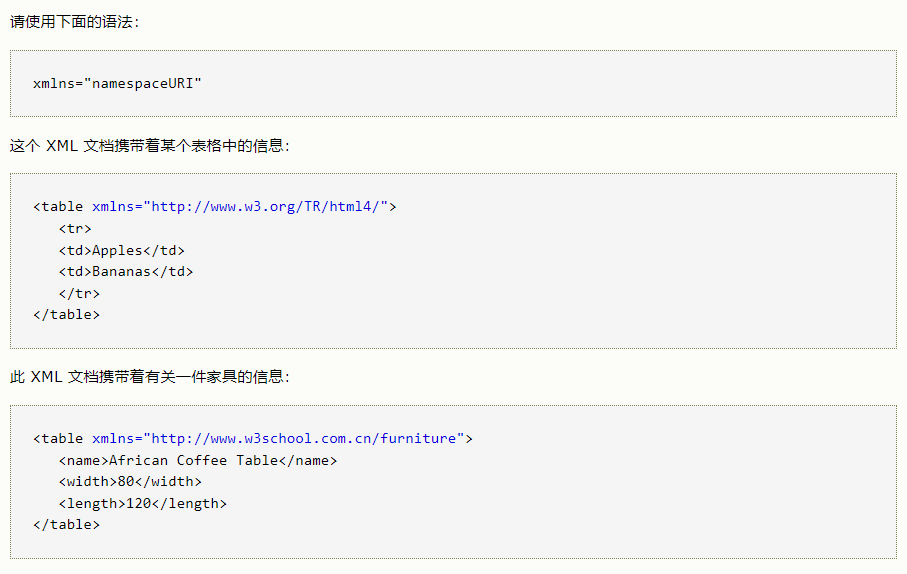 请使用下面的语法：
xmlns="namespaceURI"
这个 XML 文档携带着某个表格中的信息：
<table xmlns="http://www.w3.org/TR/html4/">
   <tr>
   <td>Apples</td>
   <td>Bananas</td>
   </tr>
</table>
此 XML 文档携带着有关一件家具的信息：
<table xmlns="http://www.w3school.com.cn/furniture">
   <name>African Coffee Table</name>
   <width>80</width>
   <length>120</length>
</table>